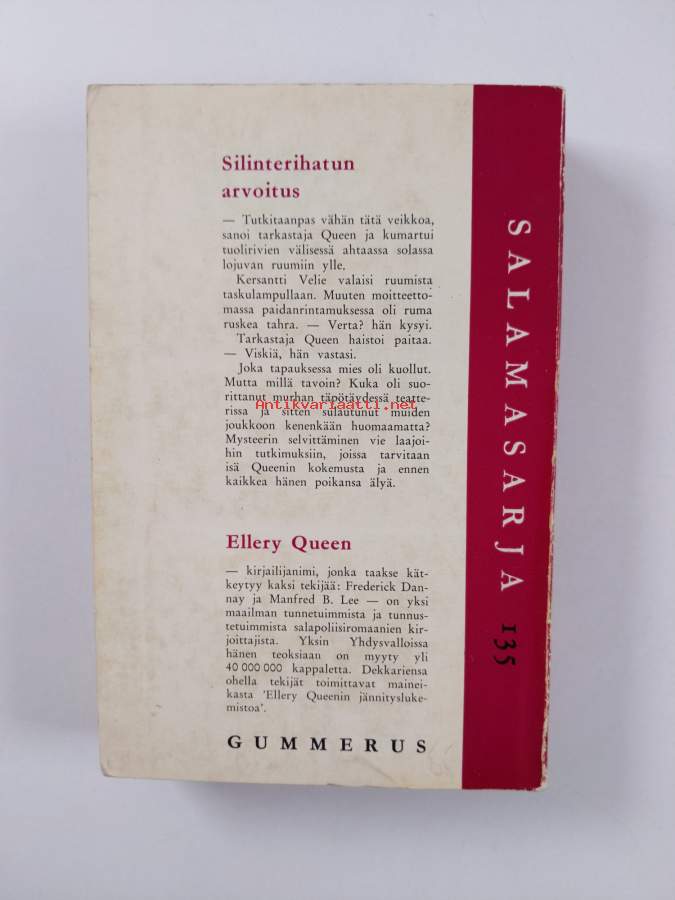 Silinterihatun
arvoitus
— Tutkitaanpas vähän tätä veikkoa,
sanoi tarkastaja Queen ja kumartui
tuolirivien välisessä ahtaassa solassa
lojuvan ruumiin ylle.
Kersantti Velie valaisi ruumista
taskulampullaan. Muuten moitteetto-
massa paidanrintamuksessa oli ruma
ruskea tahra. — Verta? hän kysyi.
Tarkastaja Queen haistoi paitaa.
— Viskiä, hän vastasi.
Joka tapauksessa mies oli kuollut.
Mutta millä tavoin? Kuka oli suo-
rittanut murhan täpötäydessä teatte-
rissa ja sitten sulautunut muiden
joukkoon kenenkään huomaamatta?
Mysteerin selvittäminen vie laajoi-
hin tutkimuksiin, joissa tarvitaan
isä Queenin kokemusta ja ennen
kaikkea hänen poikansa älyä.
Antikvariaatti.net
Ellery Queen
— kirjailijanimi, jonka taakse kät-
keytyy kaksi tekijää: Frederick Dan-
nay ja Manfred B. Lee — on yksi
maailman tunnetuimmista ja tunnus-
tetuimmista salapoliisiromaanien kir-
joittajista. Yksin Yhdysvalloissa
hänen teoksiaan on myyty yli
40 000 000 kappaletta. Dekkariensa
ohella tekijät toimittavat mainei-
kasta 'Ellery Queenin jännitysluke-
mistoa'.
GUMMERUS
SALAMASARJA 135